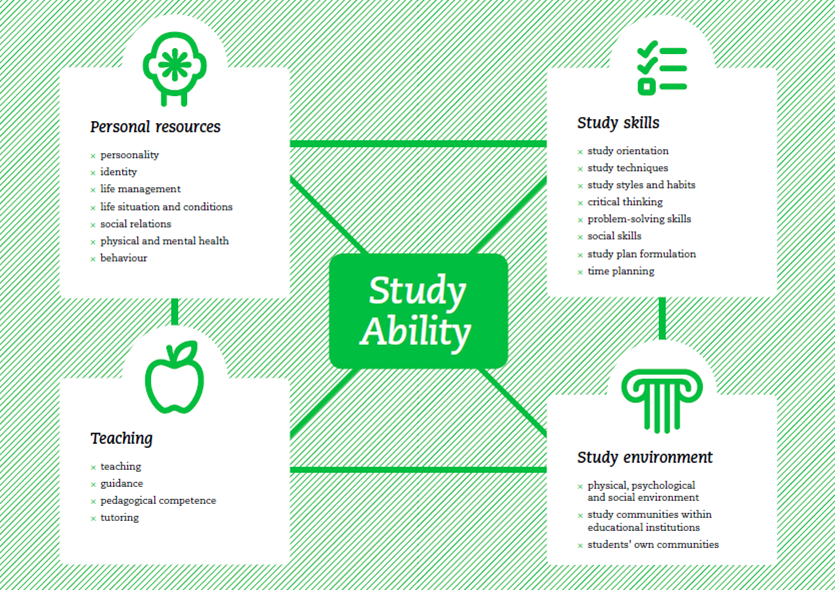 Personal resources
× persoonality
× identity
× life management
× life situation and conditions
× social relations
× physical and mental health
× behaviour
Study skills
× study orientation
× study techniques
× study styles and habits
× critical thinking
× problem-solving skills
× social skills
× study plan formulation
× time planning
Study
Ability
Teaching
× teaching
× guidance
× pedagogical competence
× tutoring
Study environment
× physical, psychological
and social environment
× study communities within
educational institutions
× students' own communities